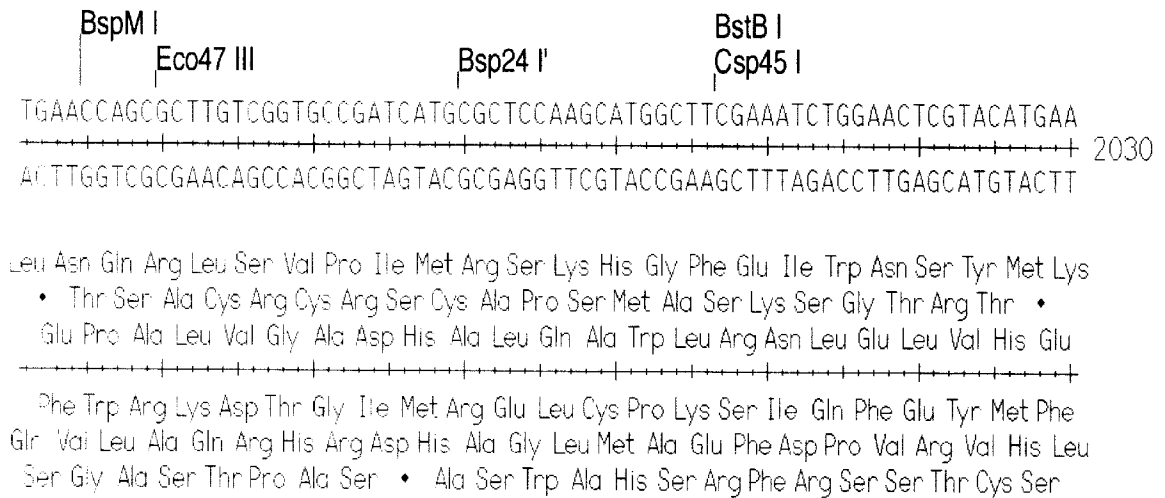 BspM I BstB I
Eco47 III Bsp24 I' Csp45 I
TGAACCAGCGCTTGTCGGTGCCGATCATGCGCTCCAAGCATGGCTTCGAAATCTGGAACTCGTACATGAA
2030
ACTTGGTCGCGAACAGCCACGGCTAGTACGCGAGGTTCGTACCGAAGCTTTAGACCTTGAGCATGTACTT
Leu Asn Gln Arg Leu Ser Val Pro Ile Met Arg Ser Lys His Gly Phe Glu Ile Trp Asn Ser Tyr Met Lys
• Thr Ser Ala Cys Arg Cys Arg Ser Cys Ala Pro Ser Met Ala Ser Lys Ser Gly Thr Arg Thr •
Glu Pro Ala Leu Val Gly Ala Asp His Ala Leu Gln Ala Trp Leu Arg Asn Leu Glu Leu Val His Glu
Phe Trp Arg Lys Asp Thr Gly Ile Met Arg Glu Leu Cys Pro Lys Ser Ile Gln Phe Glu Tyr Met Phe
Gln Val Leu Ala Gln Arg His Arg Asp His Ala Gly Leu Met Ala Glu Phe Asp Pro Val Arg Val His Leu
Ser Gly Ala Ser Thr Pro Ala Ser • Ala Ser Trp Ala His Ser Arg Phe Arg Ser Ser Thr Cys Ser